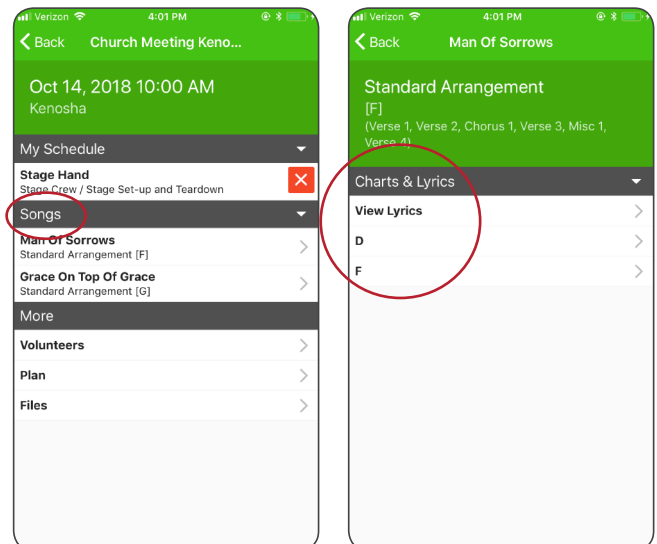 Verizon 4:01 PM
Back Church Meeting Keno...
Oct 14, 2018 10:00 AM
Kenosha
My Schedule
Stage Hand
Stage Crew / Stage Set-up and Teardown
Songs
Man Of Sorrows
Standard Arrangement [F]
Grace On Top Of Grace
Standard Arrangement [G]
More
Volunteers
Plan
Files
Verizon 4:01 PM
Back Man Of Sorrows
Standard Arrangement
[F]
(Verse 1, Verse 2, Chorus 1, Verse 3, Misc 1,
Verse 4)
Charts & Lyrics
View Lyrics
D
F